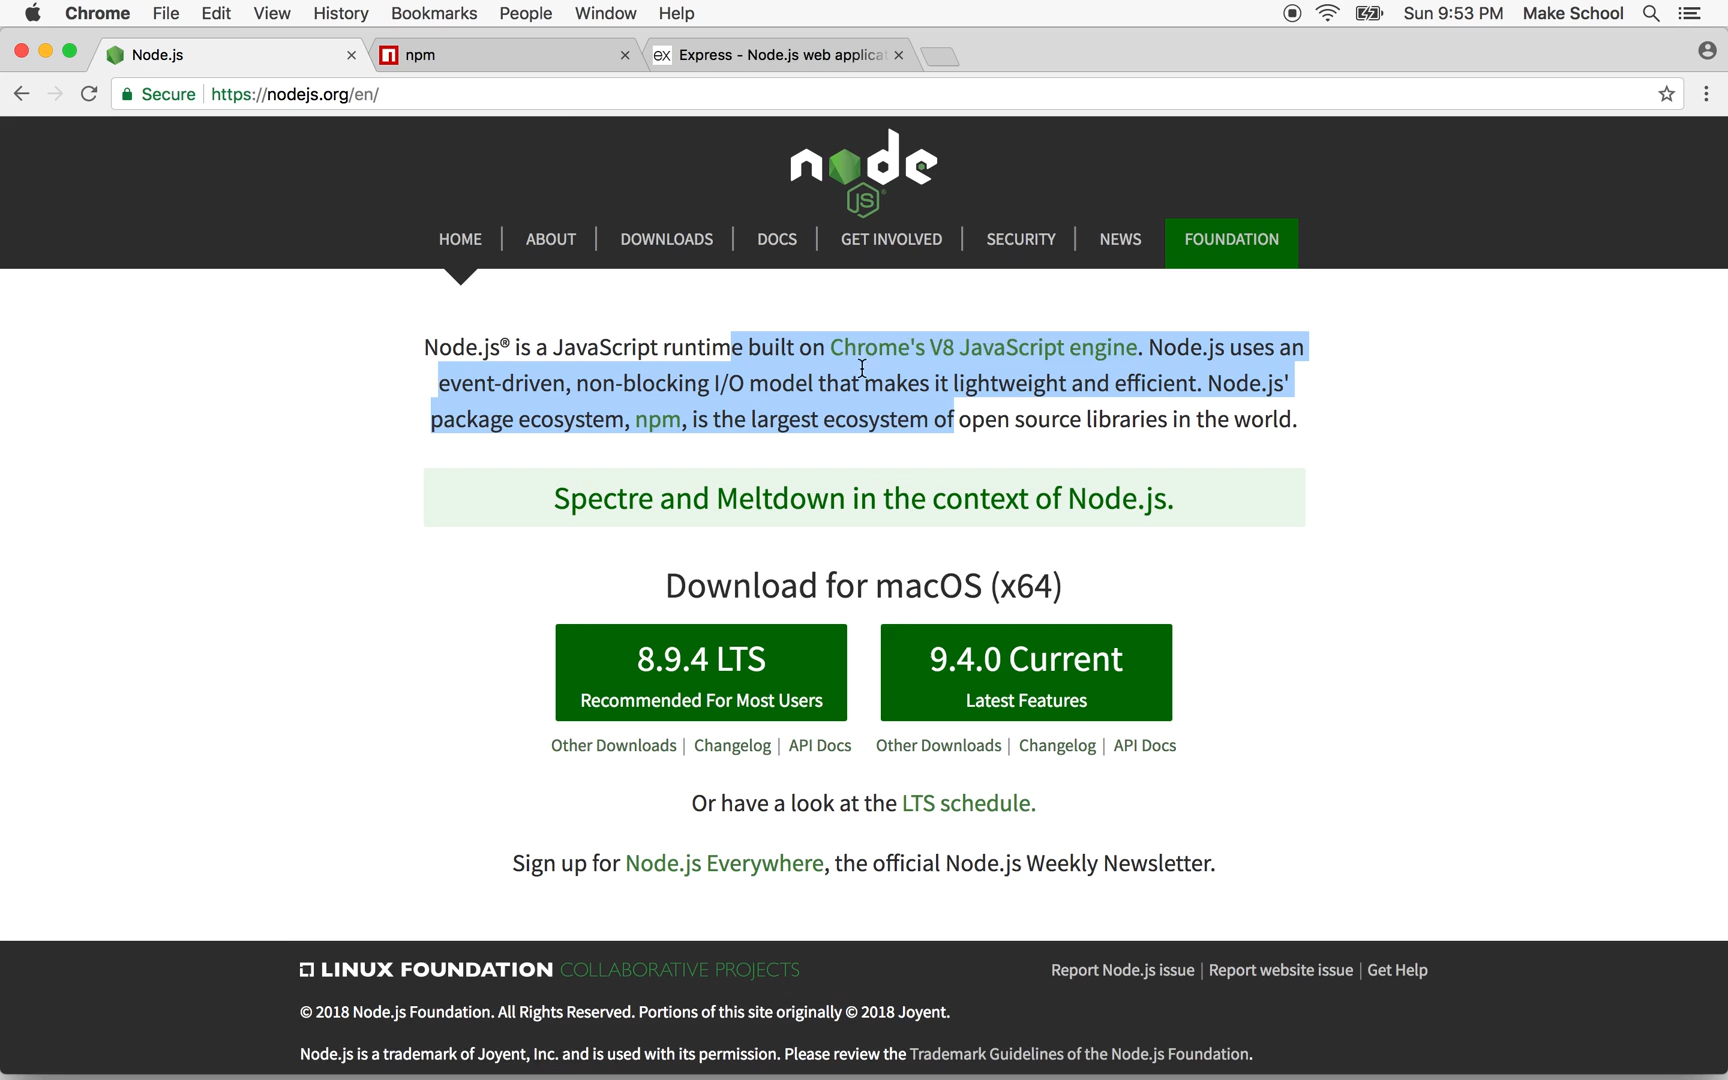 Chrome File Edit View History Bookmarks People Window Help Sun 9:53 PM Make School
Node.js npm ex Express - Node.js web applica
Secure https://nodejs.org/en/
node
JS
HOME ABOUT DOWNLOADS DOCS GET INVOLVED SECURITY NEWS FOUNDATION
Node.js® is a JavaScript runtime built on Chrome's V8 JavaScript engine. Node.js uses an
event-driven, non-blocking I/O model that makes it lightweight and efficient. Node.js'
package ecosystem, npm, is the largest ecosystem of open source libraries in the world.
Spectre and Meltdown in the context of Node.js.
Download for macOS (x64)
8.9.4 LTS 9.4.0 Current
Recommended For Most Users Latest Features
Other Downloads | Changelog | API Docs Other Downloads | Changelog | API Docs
Or have a look at the LTS schedule.
Sign up for Node.js Everywhere, the official Node.js Weekly Newsletter.
LINUX FOUNDATION COLLABORATIVE PROJECTS Report Node.js issue | Report website issue | Get Help
© 2018 Node.js Foundation. All Rights Reserved. Portions of this site originally © 2018 Joyent.
Node.js is a trademark of Joyent, Inc. and is used with its permission. Please review the Trademark Guidelines of the Node.js Foundation.